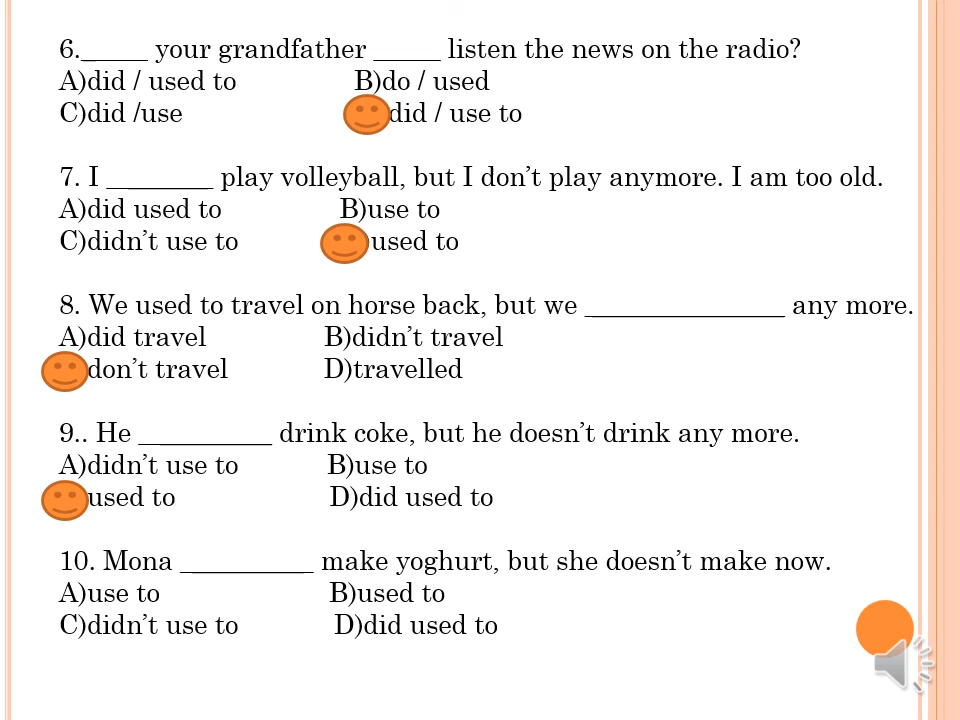 6._____ your grandfather _____ listen the news on the radio?
A)did / used to B)do / used
C)did /use did / use to
7. I ________ play volleyball, but I don’t play anymore. I am too old.
A)did used to B)use to
C)didn’t use to used to
8. We used to travel on horse back, but we _______________ any more.
A)did travel B)didn’t travel
don’t travel D)travelled
9.. He __________ drink coke, but he doesn’t drink any more.
A)didn’t use to B)use to
used to D)did used to
10. Mona __________ make yoghurt, but she doesn’t make now.
A)use to B)used to
C)didn’t use to D)did used to